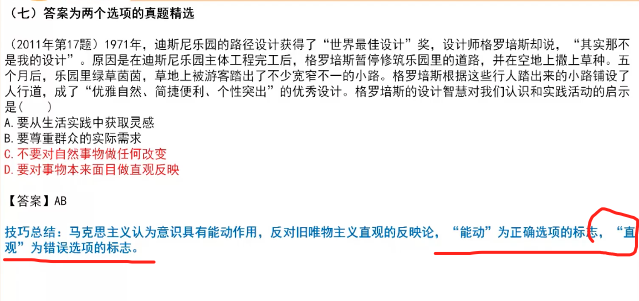 （七）答案为两个选项的真题精选
（2011年第17题）1971年，迪斯尼乐园的路径设计获得了“世界最佳设计”奖，设计师格罗培斯却说，“其实那不
是我的设计”。原因是在迪斯尼乐园主体工程完工后，格罗培斯暂停修筑乐园里的道路，并在空地上撒上草种。五
个月后，乐园里绿草茵茵，草地上被游客踏出了不少宽窄不一的小路。格罗培斯根据这些行人踏出来的小路铺设了
人行道，成了“优雅自然、简捷便利、个性突出”的优秀设计。格罗培斯的设计智慧对我们认识和实践活动的启示
是(    )
A.要从生活实践中获取灵感
B.要尊重群众的实际需求
C.不要对自然事物做任何改变
D.要对事物本来面目做直观反映
【答案】AB
技巧总结：马克思主义认为意识具有能动作用，反对旧唯物主义直观的反映论，“能动”为正确选项的标志，“直
观”为错误选项的标志。